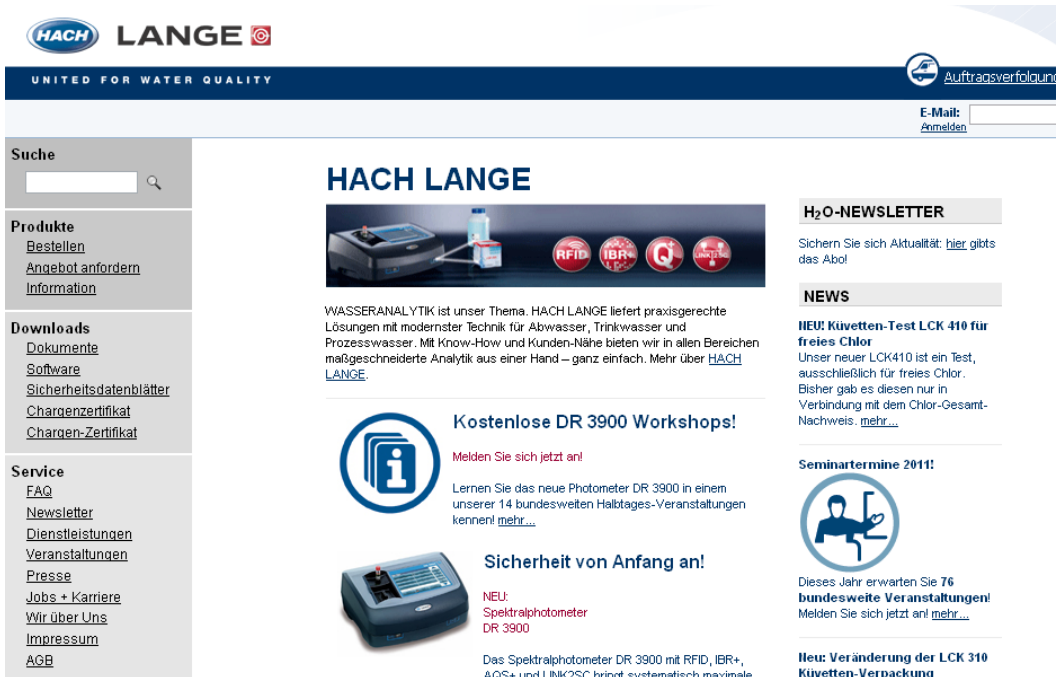 HACH LANGE
UNITED FOR WATER QUALITY
Auftragsverfolgung
E-Mail:
Anmelden
Suche
Produkte
Bestellen
Angebot anfordern
Information
Downloads
Dokumente
Software
Sicherheitsdatenblätter
Chargenzertifikat
Chargen-Zertifikat
Service
FAQ
Newsletter
Dienstleistungen
Veranstaltungen
Presse
Jobs + Karriere
Wir über Uns
Impressum
AGB
HACH LANGE
RFID IBR+ Q+ LINK2SC
WASSERANALYTIK ist unser Thema. HACH LANGE liefert praxisgerechte
Lösungen mit modernster Technik für Abwasser, Trinkwasser und
Prozesswasser. Mit Know-How und Kunden-Nähe bieten wir in allen Bereichen
maßgeschneiderte Analytik aus einer Hand – ganz einfach. Mehr über HACH
LANGE.
Kostenlose DR 3900 Workshops!
Melden Sie sich jetzt an!
Lernen Sie das neue Photometer DR 3900 in einem
unserer 14 bundesweiten Halbtages-Veranstaltungen
kennen! mehr...
Sicherheit von Anfang an!
NEU:
Spektralphotometer
DR 3900
Das Spektralphotometer DR 3900 mit RFID, IBR+,
AQS+ und LINK2SC bringt systematisch maximale
H₂O-NEWSLETTER
Sichern Sie sich Aktualität: hier gibts
das Abo!
NEWS
NEU! Küvetten-Test LCK 410 für
freies Chlor
Unser neuer LCK410 ist ein Test,
ausschließlich für freies Chlor.
Bisher gab es diesen nur in
Verbindung mit dem Chlor-Gesamt-
Nachweis. mehr...
Seminartermine 2011!
Dieses Jahr erwarten Sie 76
bundesweite Veranstaltungen!
Melden Sie sich jetzt an! mehr...
Neu: Veränderung der LCK 310
Küvetten-Verpackung